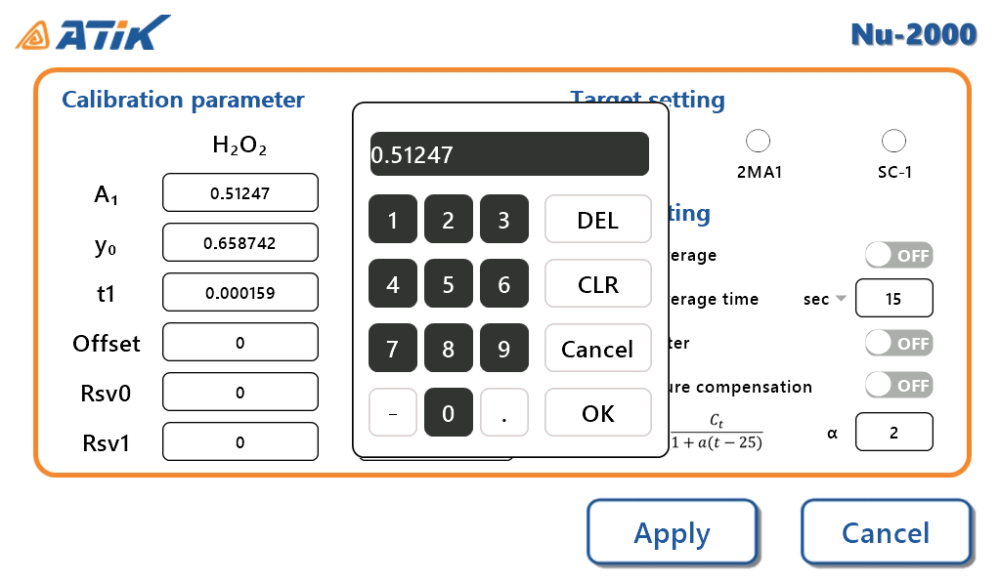 ATiK
Nu-2000
Calibration parameter
Target setting
H₂O₂
2MA1
SC-1
A₁
0.51247
y₀
0.658742
t1
0.000159
Offset
0
Rsv0
0
Rsv1
0
0.51247
1 2 3 DEL
4 5 6 CLR
7 8 9 Cancel
- 0 . OK
ting
erage
OFF
erage time
sec
15
ter
OFF
ure compensation
OFF
Cₜ
1 + a(t − 25)
α
2
Apply
Cancel